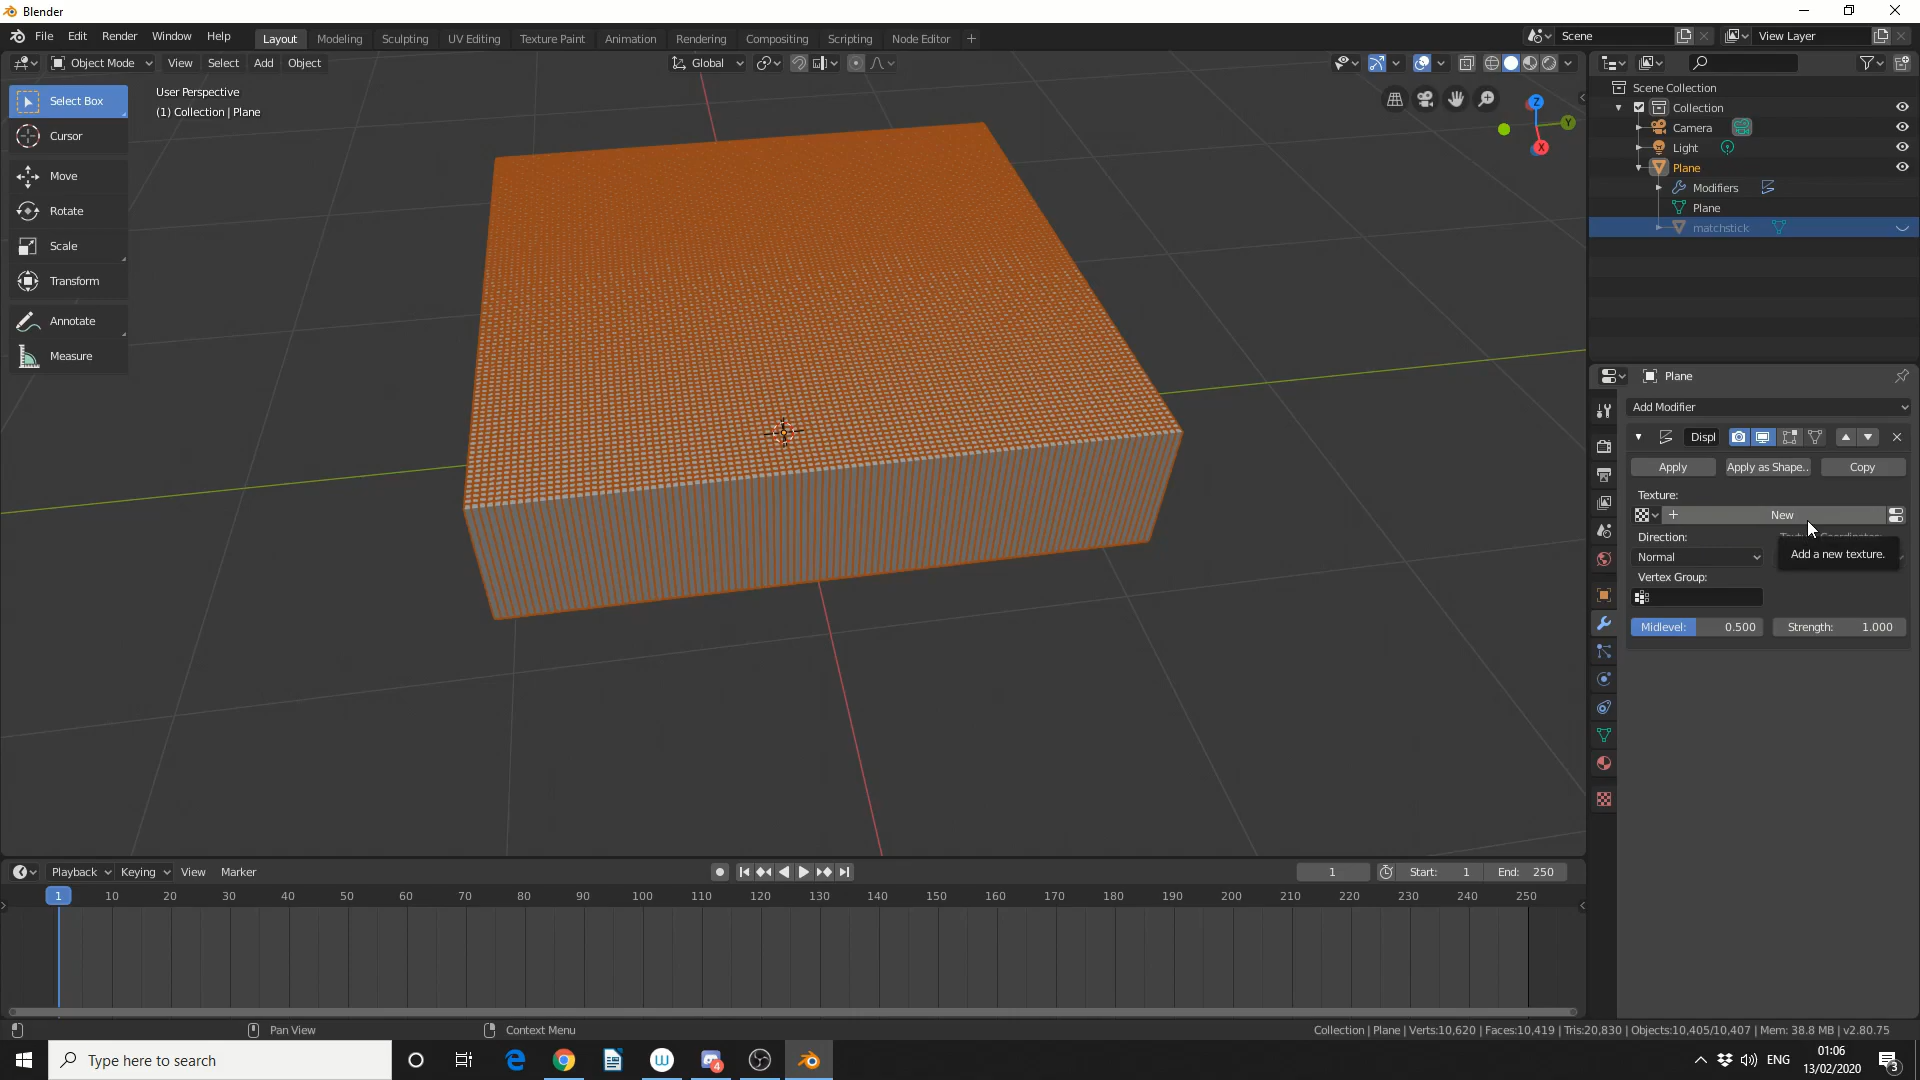 Blender
File Edit Render Window Help
Layout Modeling Sculpting UV Editing Texture Paint Animation Rendering Compositing Scripting Node Editor +
Scene
View Layer
Object Mode View Select Add Object
Global
Select Box
Cursor
Move
Rotate
Scale
Transform
Annotate
Measure
User Perspective
(1) Collection | Plane
Z
Y
X
Scene Collection
Collection
Camera
Light
Plane
Modifiers
Plane
matchstick
Plane
Add Modifier
Displ
Apply Apply as Shape.. Copy
Texture:
+ New
Direction:
Normal
Add a new texture.
Vertex Group:
Midlevel: 0.500 Strength: 1.000
Playback Keying View Marker
1 Start: 1 End: 250
1 10 20 30 40 50 60 70 80 90 100 110 120 130 140 150 160 170 180 190 200 210 220 230 240 250
Pan View
Context Menu
Collection | Plane | Verts:10,620 | Faces:10,419 | Tris:20,830 | Objects:10,405/10,407 | Mem: 38.8 MB | v2.80.75
Type here to search
4
ENG
01:06
13/02/2020
3